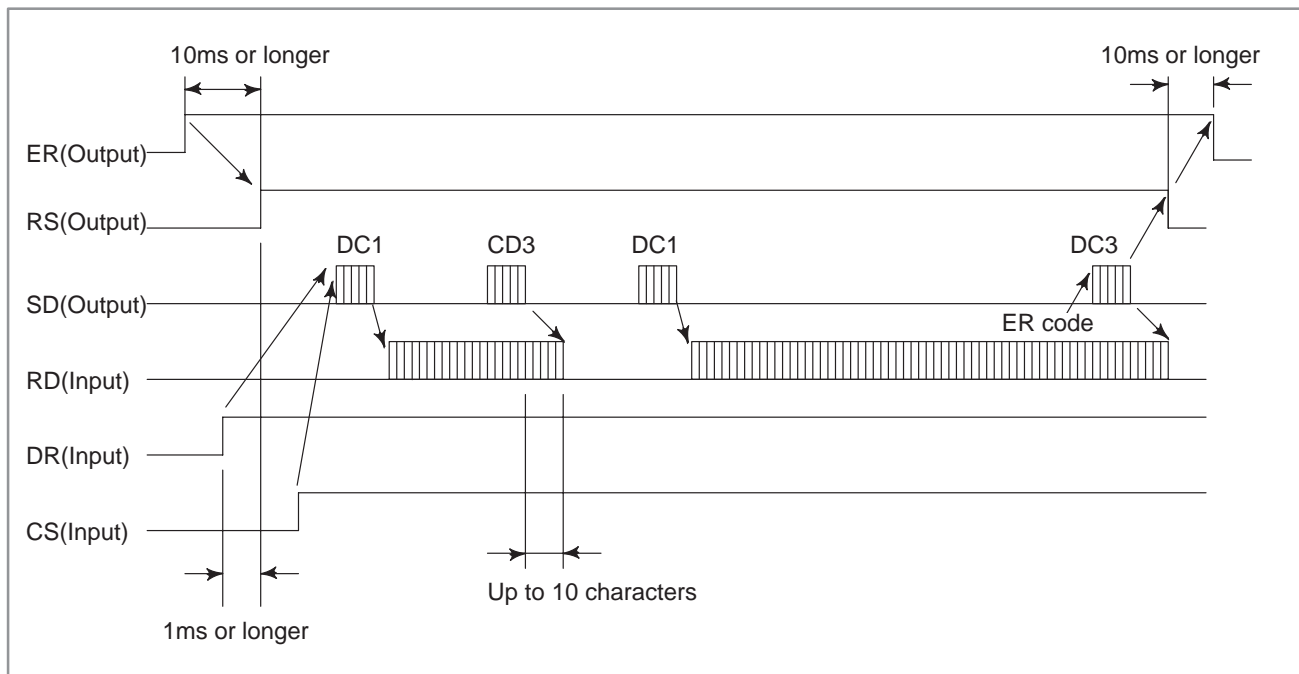 10ms or longer
10ms or longer
ER(Output)
RS(Output)
DC1
CD3
DC1
DC3
SD(Output)
ER code
RD(Input)
DR(Input)
CS(Input)
Up to 10 characters
1ms or longer